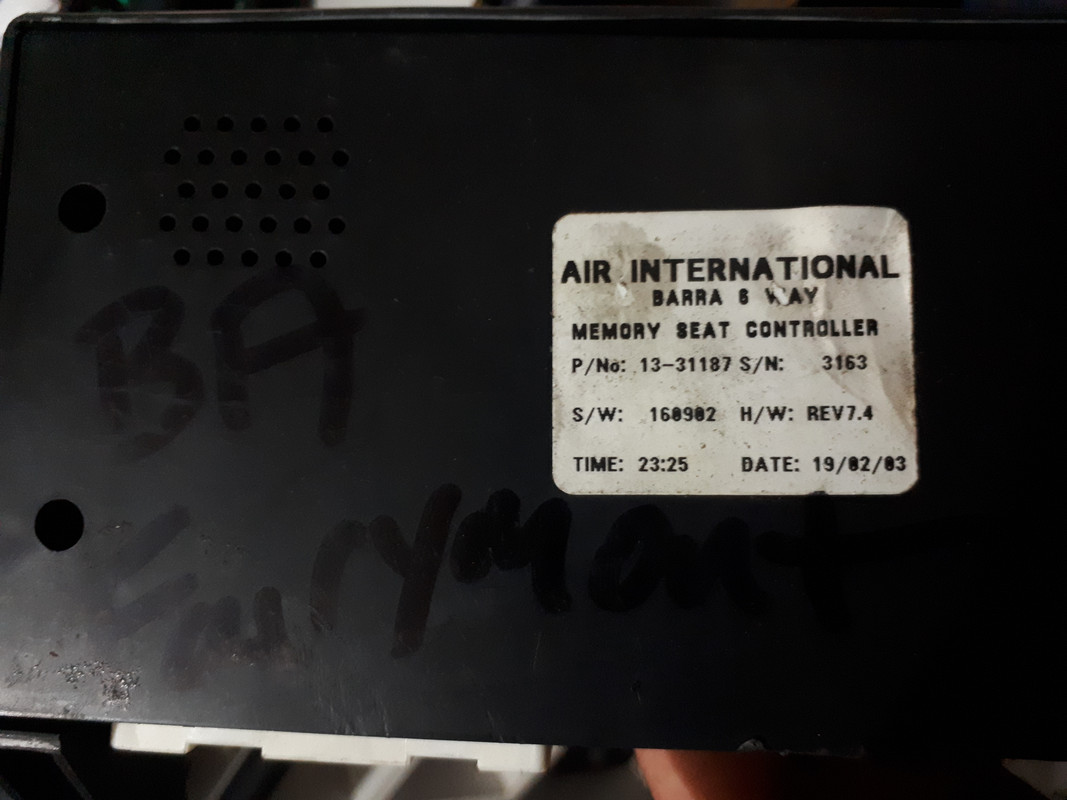 BA
AIR INTERNATIONAL
BARRA 6 WAY
MEMORY SEAT CONTROLLER
P/No: 13-31187 S/N: 3163
S/W: 160902 H/W: REV7.4
TIME: 23:25 DATE: 19/02/03